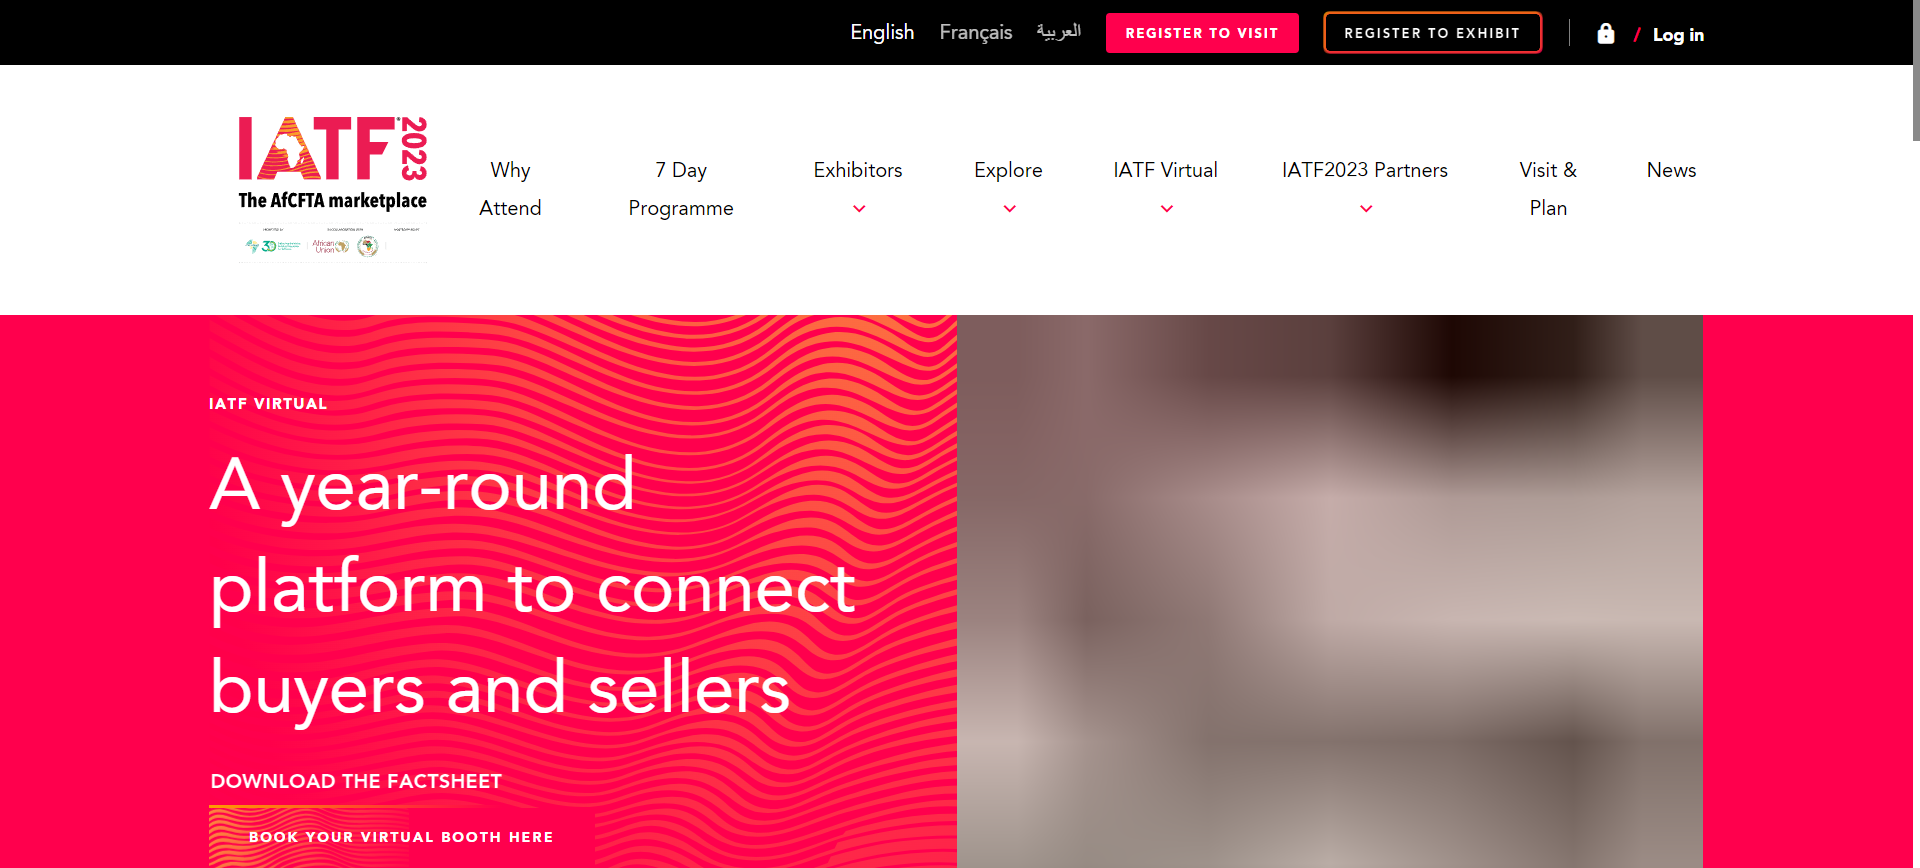 English Français العربية REGISTER TO VISIT REGISTER TO EXHIBIT / Log in
IATF 2023
The AfCFTA marketplace
African
Union
Why
Attend
7 Day
Programme
Exhibitors
Explore
IATF Virtual
IATF2023 Partners
Visit &
Plan
News
IATF VIRTUAL
A year-round
platform to connect
buyers and sellers
DOWNLOAD THE FACTSHEET
BOOK YOUR VIRTUAL BOOTH HERE